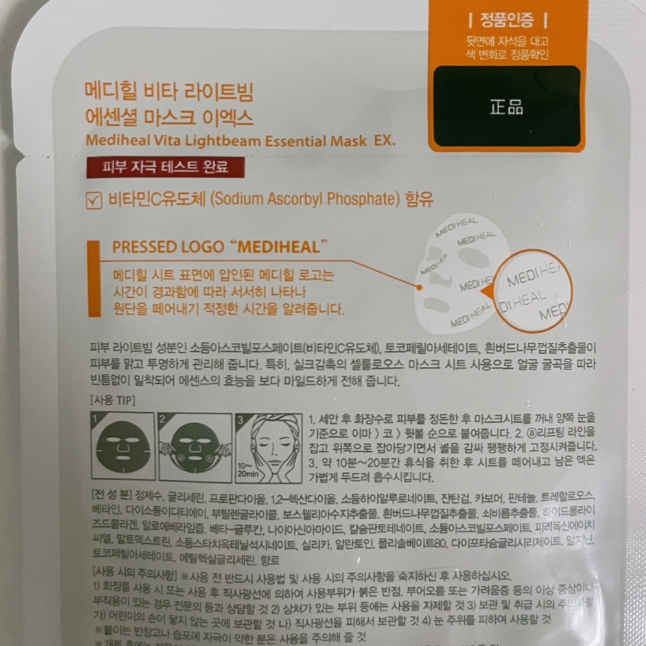 | 정품인증 |
뒷면에 자석을 대고
색 변화로 정품확인
正品
메디힐 비타 라이트빔
에센셜 마스크 이엑스
Mediheal Vita Lightbeam Essential Mask EX.
피부 자극 테스트 완료
비타민C유도체 (Sodium Ascorbyl Phosphate) 함유
PRESSED LOGO “MEDIHEAL”
메디힐 시트 표면에 압인된 메디힐 로고는
시간이 경과함에 따라 서서히 나타나
원단을 떼어내기 적정한 시간을 알려줍니다.
MEDI HEAL
MEDIHEAL
MEDIHEAL
MEDIHEAL
MEDI HEAL
MEDI HEA
DI HEAL
MED
피부 라이트빔 성분인 소듐아스코빌포스페이트(비타민C유도체), 토코페릴아세테이트, 흰버드나무껍질추출물이
피부를 맑고 투명하게 관리해 줍니다. 특히, 실크감촉의 셀룰로오스 마스크 시트 사용으로 얼굴 굴곡을 따라
빈틈없이 밀착되어 에센스의 효능을 보다 마일드하게 전해 줍니다.
[사용 TIP]
1 2 3
10~
20min
1. 세안 후 화장수로 피부를 정돈한 후 마스크시트를 꺼내 양쪽 눈을
기준으로 이마 > 코 > 윗볼 순으로 붙여줍니다. 2. ⓐ리프팅 라인을
잡고 위쪽으로 잡아당기면서 볼을 감싸 팽팽하게 고정시켜줍니다.
3. 약 10분~20분간 휴식을 취한 후 시트를 떼어내고 남은 액은
가볍게 두드려 흡수시킵니다.
[전 성 분] 정제수, 글리세린, 프로판다이올, 1,2-헥산다이올, 소듐하이알루로네이트, 잔탄검, 카보머, 판테놀, 트레할로오스,
베타인, 다이소듐이디티에이, 부틸렌글라이콜, 보스웰리아수지추출물, 흰버드나무껍질추출물, 쇠비름추출물, 하이드롤라이
즈드콜라겐, 알로에베라잎즙, 베타-글루칸, 나이아신아마이드, 칼슘판토테네이트, 소듐아스코빌포스페이트, 피리독신에이치
씨엘, 말토덱스트린, 소듐스타치옥테닐석시네이트, 실리카, 알란토인, 폴리솔베이트80, 다이포타슘글리시리제이트, 알지닌,
토코페릴아세테이트, 에틸헥실글리세린, 향료
[사용 시의 주의사항] ※사용 전 반드시 사용법 및 사용 시의 주의사항을 숙지하신 후 사용하십시오.
1) 화장품 사용 시 또는 사용 후 직사광선에 의하여 사용부위가 붉은 반점, 부어오름 또는 가려움증 등의 이상 증상이나
부작용이 있는 경우 전문의 등과 상담할 것 2) 상처가 있는 부위 등에는 사용을 자제할 것 3) 보관 및 취급 시의 주의사항
가) 어린이의 손이 닿지 않는 곳에 보관할 것 나) 직사광선을 피해서 보관할 것 4) 눈 주위를 피하여 사용할 것
※붙이는 반창고나 습포에 자극이 약한 분은 사용을 주의해 줄 것
※개봉 후에는